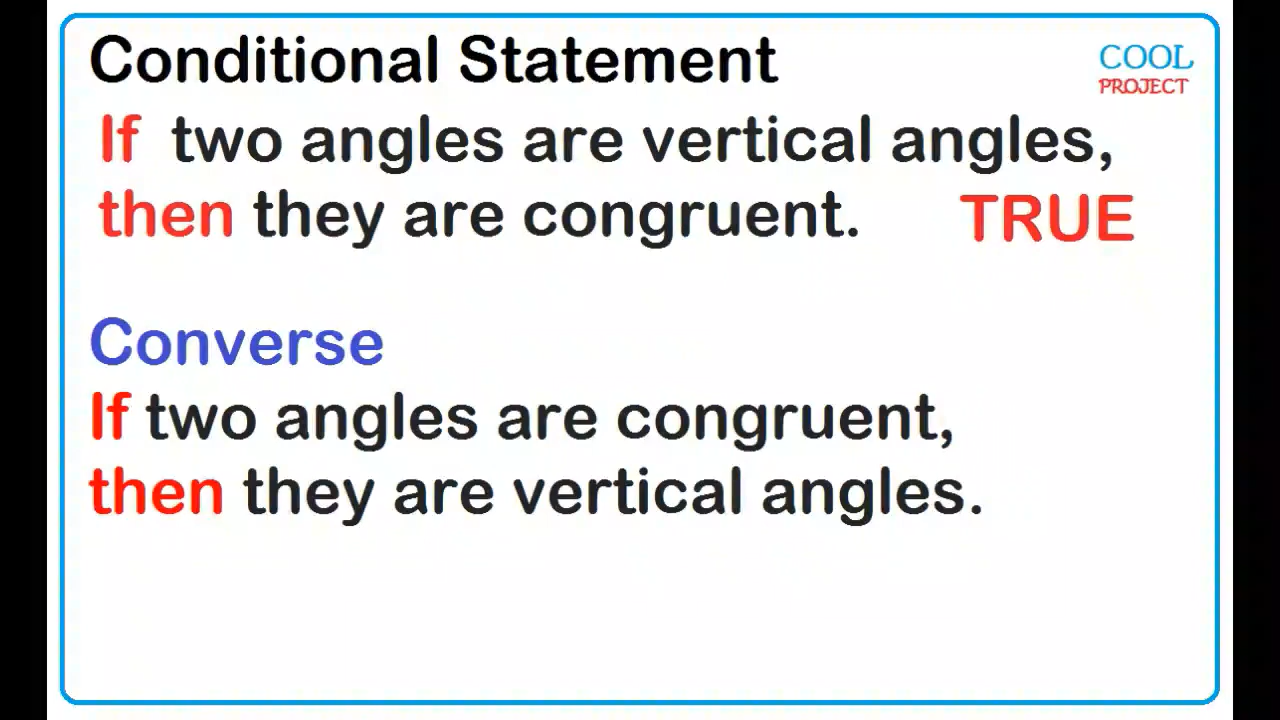 Conditional Statement
COOL
PROJECT
If two angles are vertical angles,
then they are congruent. TRUE
Converse
If two angles are congruent,
then they are vertical angles.